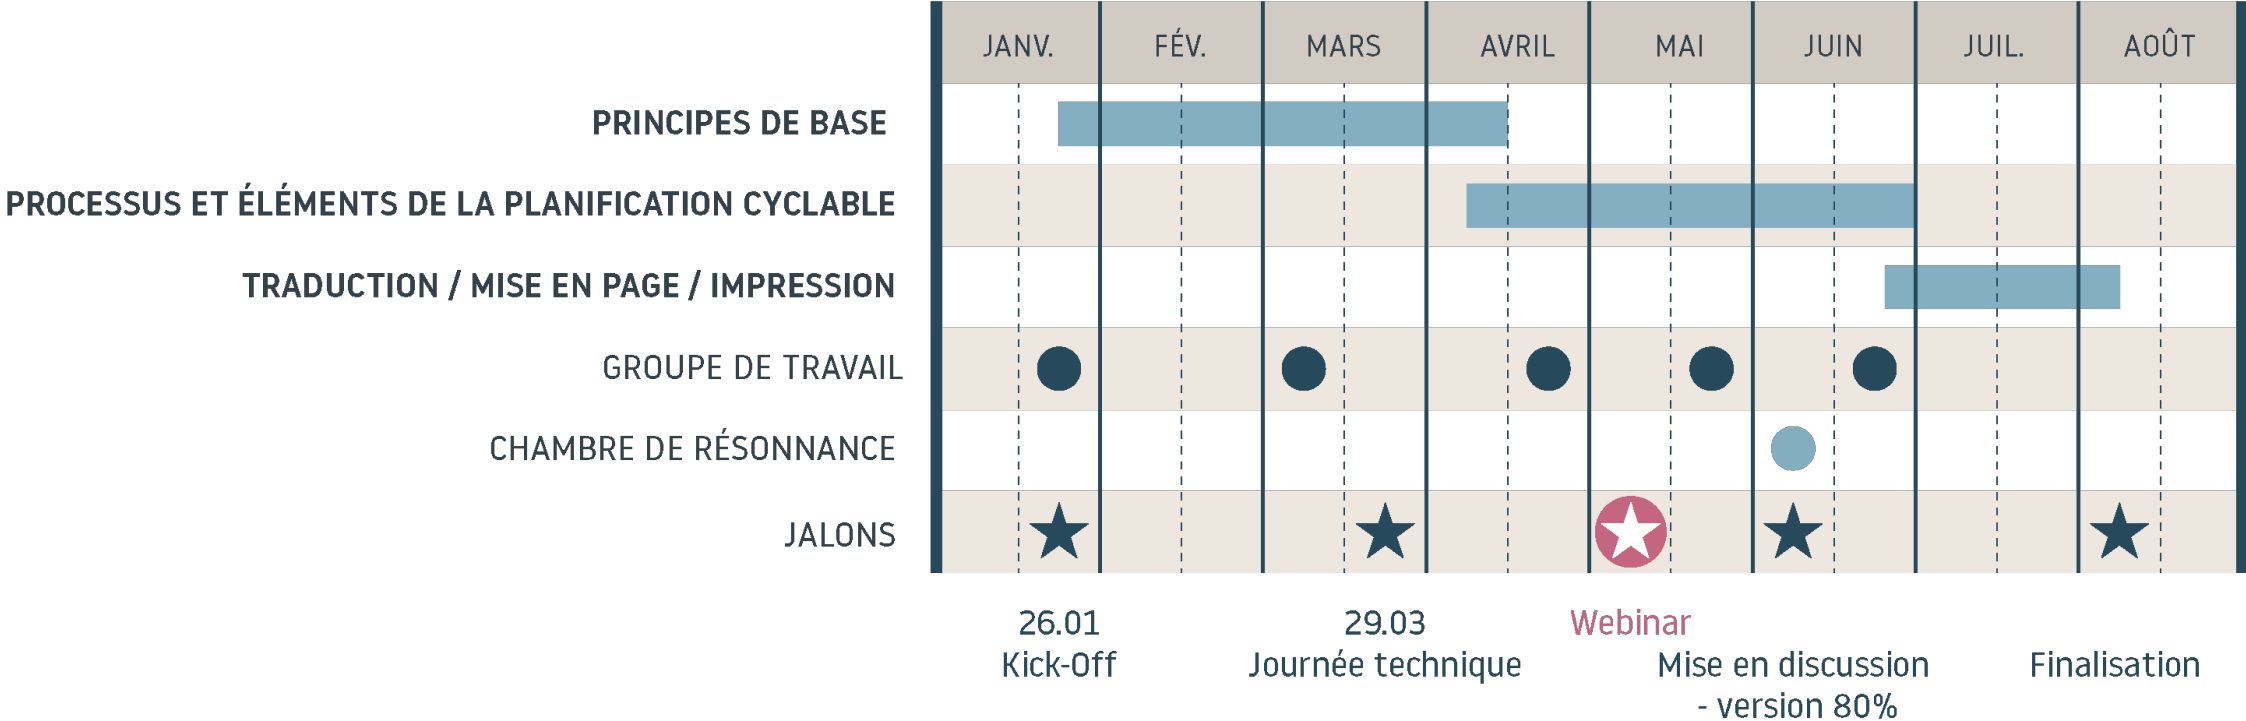 JANV. FÉV. MARS AVRIL MAI JUIN JUIL. AOÛT
PRINCIPES DE BASE
PROCESSUS ET ÉLÉMENTS DE LA PLANIFICATION CYCLABLE
TRADUCTION / MISE EN PAGE / IMPRESSION
GROUPE DE TRAVAIL
CHAMBRE DE RÉSONNANCE
JALONS
26.01
Kick-Off
29.03
Journée technique
Webinar
Mise en discussion
- version 80%
Finalisation